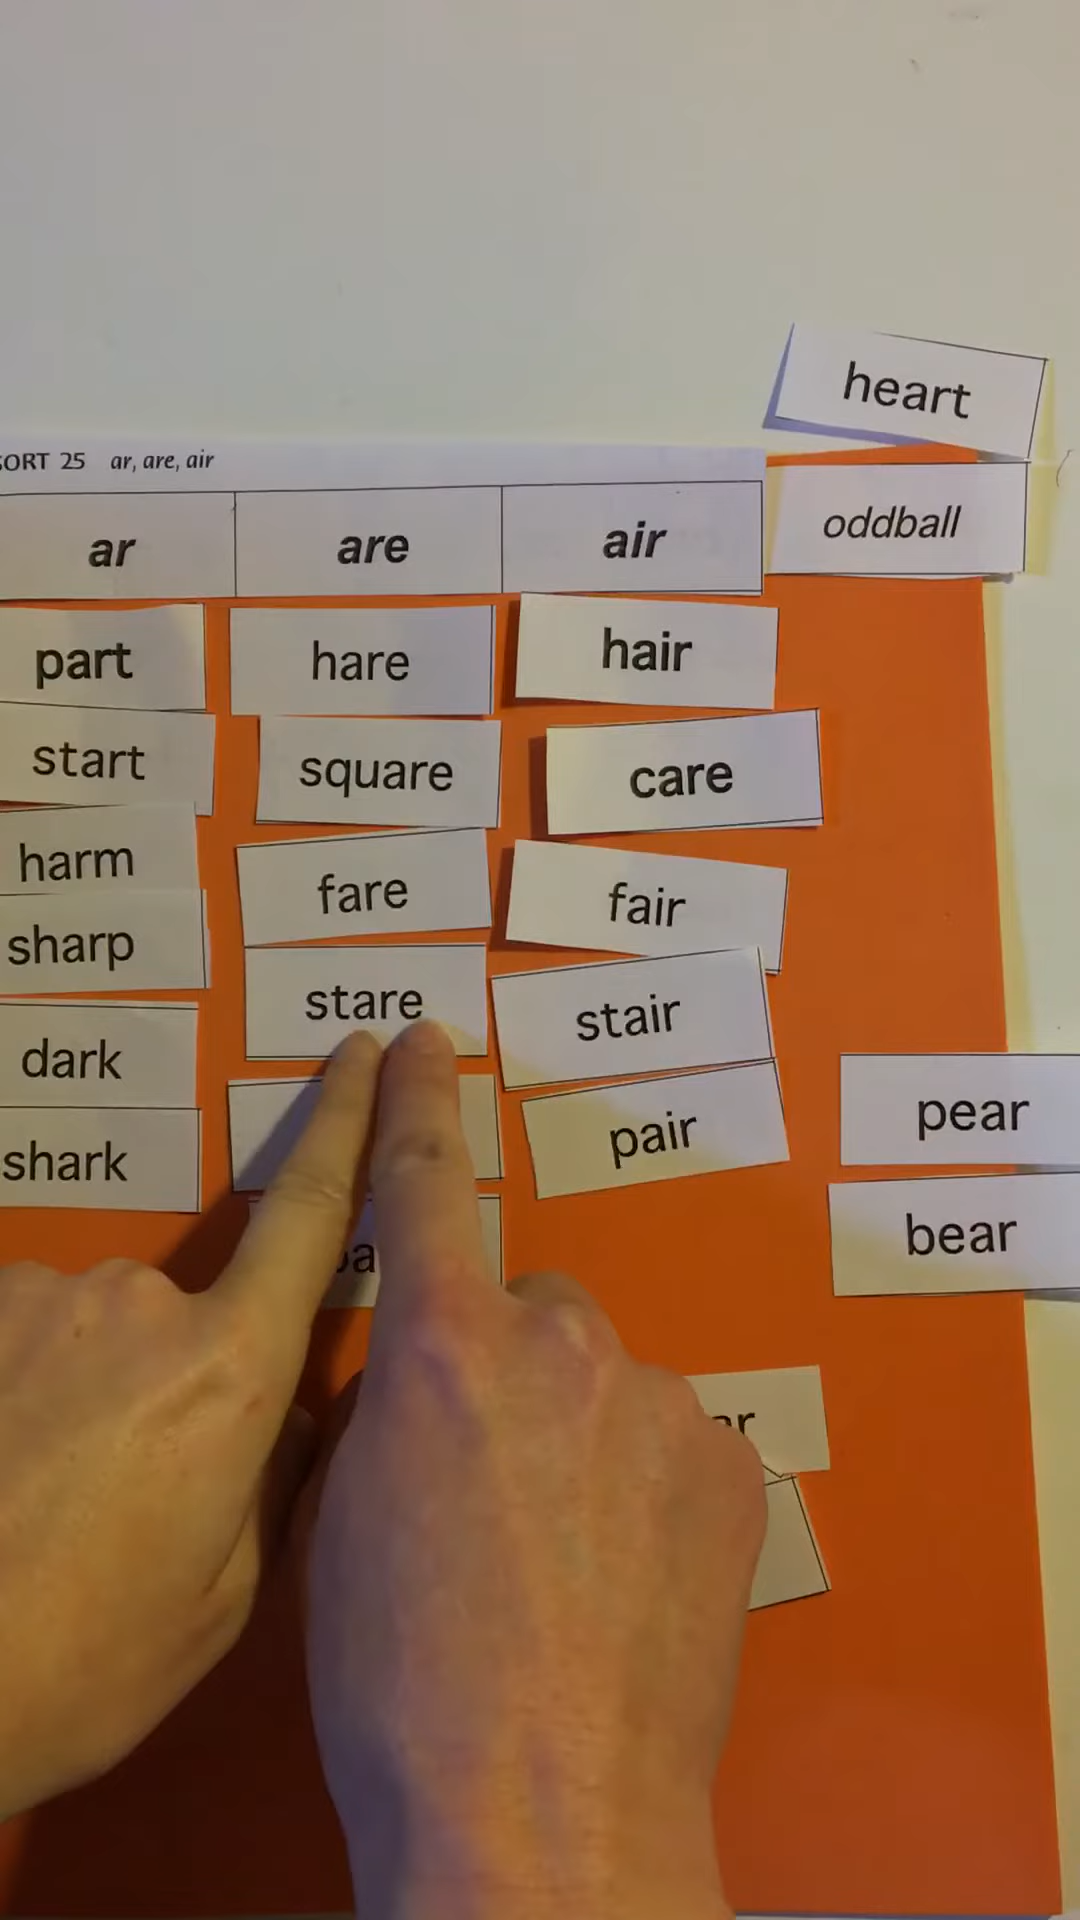 heart
SORT 25 ar, are, air
ar are air oddball
part hare hair
start square care
harm fare fair
sharp stare stair
dark pair pear
shark bear